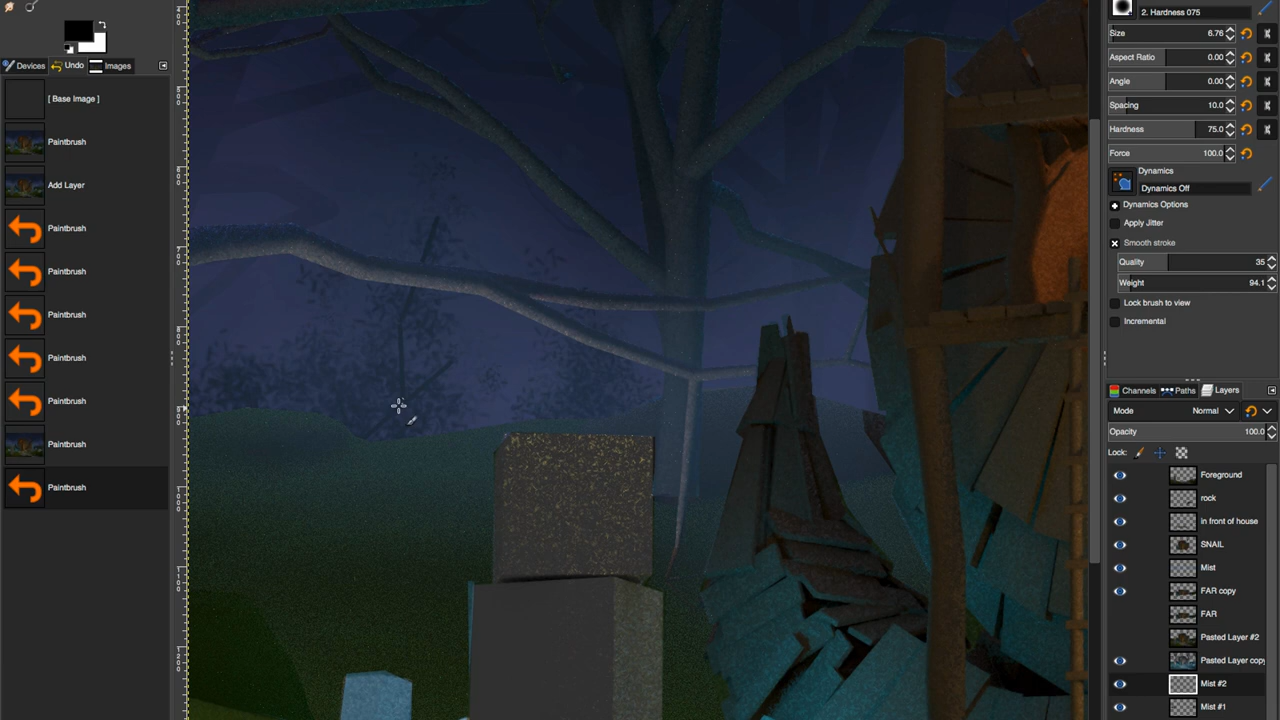 Devices
Undo
Images
[ Base Image ]
Paintbrush
Add Layer
Paintbrush
Paintbrush
Paintbrush
Paintbrush
Paintbrush
Paintbrush
Paintbrush
2. Hardness 075
Size 6.76
Aspect Ratio 0.00
Angle 0.00
Spacing 10.0
Hardness 75.0
Force 100.0
Dynamics
Dynamics Off
Dynamics Options
Apply Jitter
Smooth stroke
Quality 35
Weight 94.1
Lock brush to view
Incremental
Channels Paths Layers
Mode Normal
Opacity 100.0
Lock:
Foreground
rock
in front of house
SNAIL
Mist
FAR copy
FAR
Pasted Layer #2
Pasted Layer copy
Mist #2
Mist #1